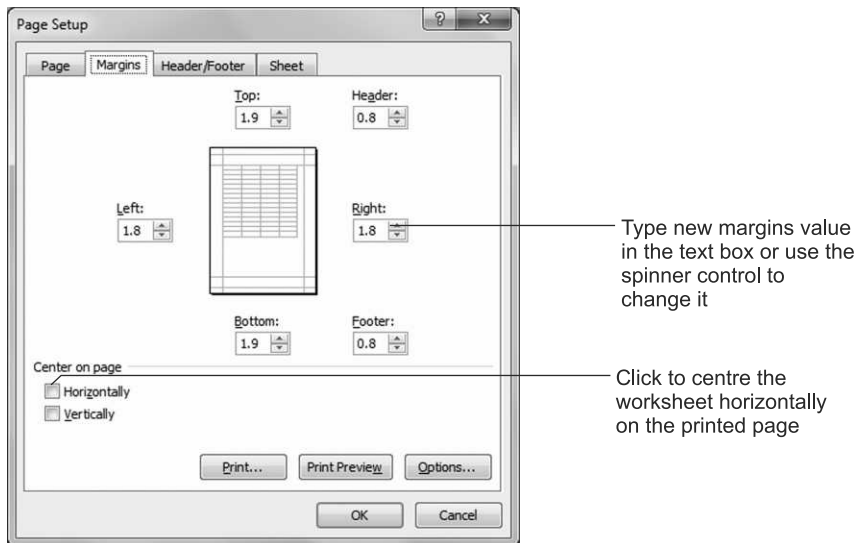 Page Setup
Page Margins Header/Footer Sheet
Top: Header:
1.9 0.8
Left: Right:
1.8 1.8
Type new margins value
in the text box or use the
spinner control to
change it
Bottom: Footer:
1.9 0.8
Center on page
Horizontally
Vertically
Click to centre the
worksheet horizontally
on the printed page
Print... Print Preview Options...
OK Cancel